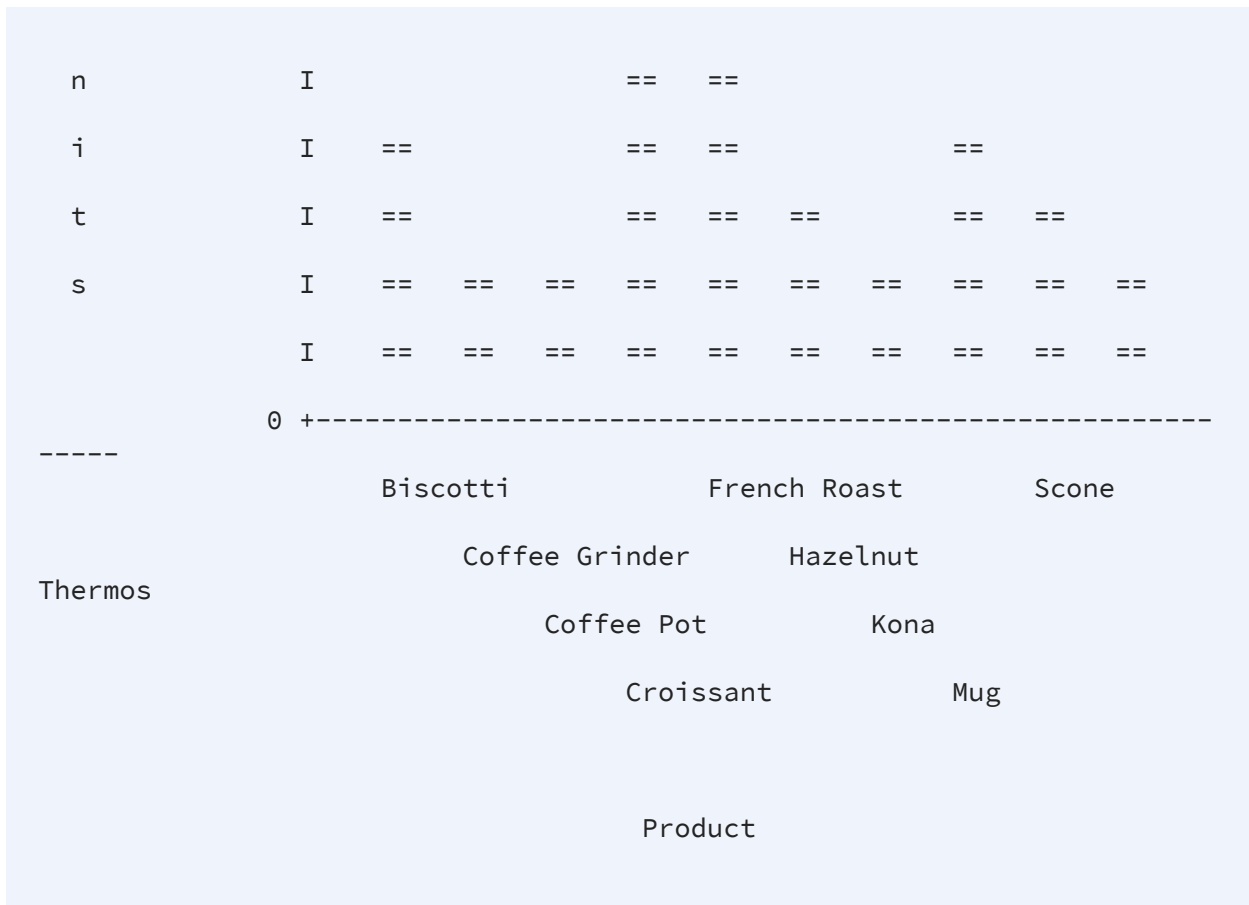 n I == ==
i I == == == ==
t I == == == == == ==
s I == == == == == == == == == ==
I == == == == == == == == == ==
0 +-------------------------------------------------------
-----
Biscotti French Roast Scone
Coffee Grinder Hazelnut
Thermos
Coffee Pot Kona
Croissant Mug
Product